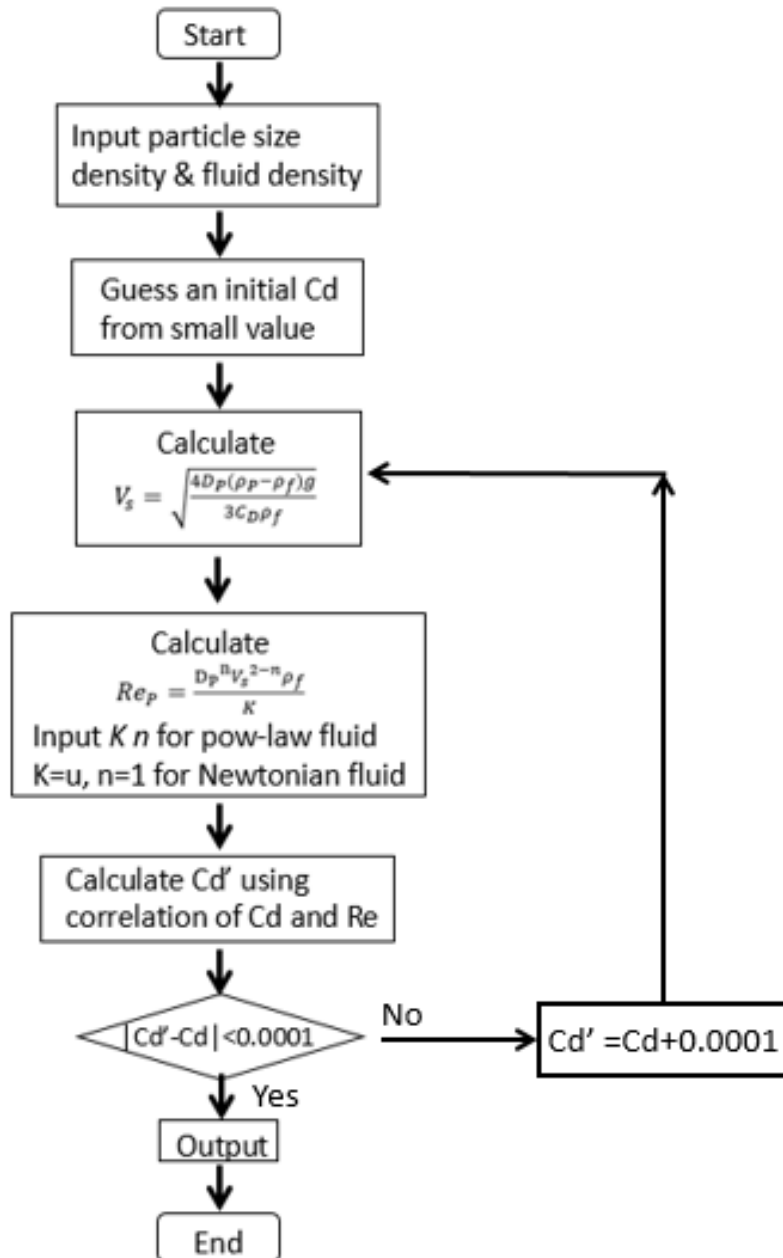 Start
Input particle size
density & fluid density
Guess an initial Cd
from small value
Calculate
V_s = √(4D_P(ρ_P−ρ_f)g / 3C_Dρ_f)
Calculate
Re_P = D_P^n V_s^{2−n} ρ_f / K
Input K n for pow-law fluid
K=u, n=1 for Newtonian fluid
Calculate Cd’ using
correlation of Cd and Re
|Cd’-Cd|<0.0001
No
Cd’ =Cd+0.0001
Yes
Output
End